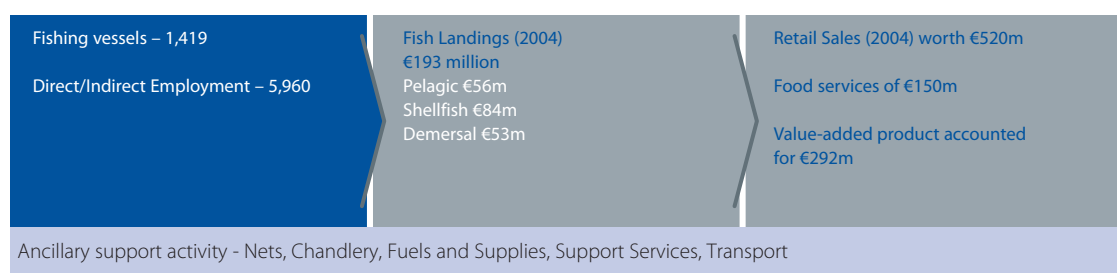 Fishing vessels – 1,419
Direct/Indirect Employment – 5,960
Fish Landings (2004)
€193 million
Pelagic €56m
Shellfish €84m
Demersal €53m
Retail Sales (2004) worth €520m
Food services of €150m
Value-added product accounted
for €292m
Ancillary support activity - Nets, Chandlery, Fuels and Supplies, Support Services, Transport